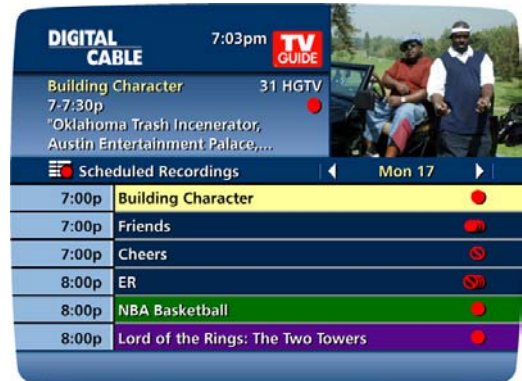 DIGITAL CABLE 7:03pm TV GUIDE
Building Character 31 HGTV
7-7:30p
"Oklahoma Trash Incenerator,
Austin Entertainment Palace,...
Scheduled Recordings Mon 17
7:00p Building Character
7:00p Friends
7:00p Cheers
8:00p ER
8:00p NBA Basketball
8:00p Lord of the Rings: The Two Towers